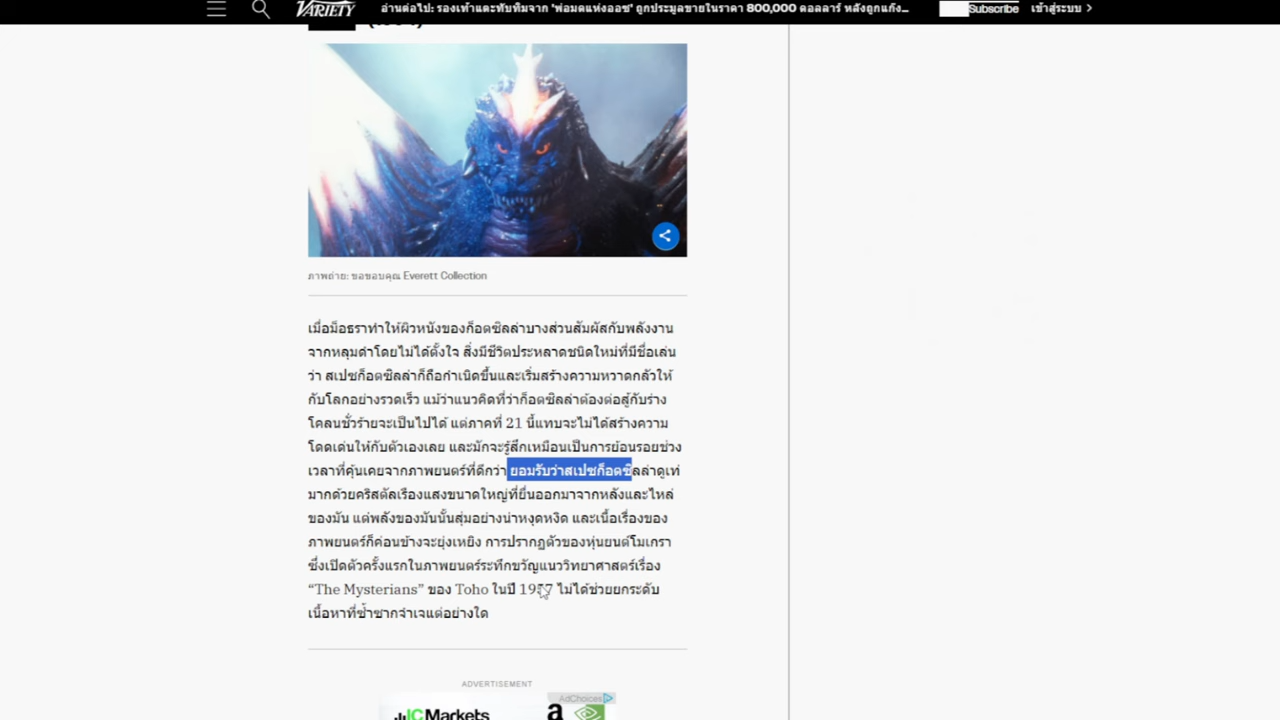 VARIETY
อ่านต่อไป: รองเท้าแตะทับทิมจาก 'พ่อมดแห่งออซ' ถูกประมูลขายในราคา 800,000 ดอลลาร์ หลังถูกแก๊ง...
Subscribe
เข้าสู่ระบบ
ภาพถ่าย: ขอขอบคุณ Everett Collection
เมื่อม็อธราทำให้ผิวหนังของก็อตซิลล่าบางส่วนสัมผัสกับพลังงาน
จากหลุมดำโดยไม่ได้ตั้งใจ สิ่งมีชีวิตประหลาดชนิดใหม่ที่มีชื่อเล่น
ว่า สเปซก็อตซิลล่าก็ถือกำเนิดขึ้นและเริ่มสร้างความหวาดกลัวให้
กับโลกอย่างรวดเร็ว แม้ว่าแนวคิดที่ว่าก็อตซิลล่าต้องต่อสู้กับร่าง
โคลนชั่วร้ายจะเป็นไปได้ แต่ภาคที่ 21 นี้แทบจะไม่ได้สร้างความ
โดดเด่นให้กับตัวเองเลย และมักจะรู้สึกเหมือนเป็นการย้อนรอยช่วง
เวลาที่คุ้นเคยจากภาพยนตร์ที่ดีกว่า ยอมรับว่าสเปซก็อตซิลล่าดูเท่
มากด้วยคริสตัลเรืองแสงขนาดใหญ่ที่ยื่นออกมาจากหลังและไหล่
ของมัน แต่พลังของมันนั้นสุ่มอย่างน่าหงุดหงิด และเนื้อเรื่องของ
ภาพยนตร์ก็ค่อนข้างจะยุ่งเหยิง การปรากฏตัวของหุ่นยนต์โมเกรา
ซึ่งเปิดตัวครั้งแรกในภาพยนตร์ระทึกขวัญแนววิทยาศาสตร์เรื่อง
“The Mysterians” ของ Toho ในปี 1957 ไม่ได้ช่วยยกระดับ
เนื้อหาที่ซ้ำซากจำเจแต่อย่างใด
ADVERTISEMENT
AdChoices
IC Markets
a